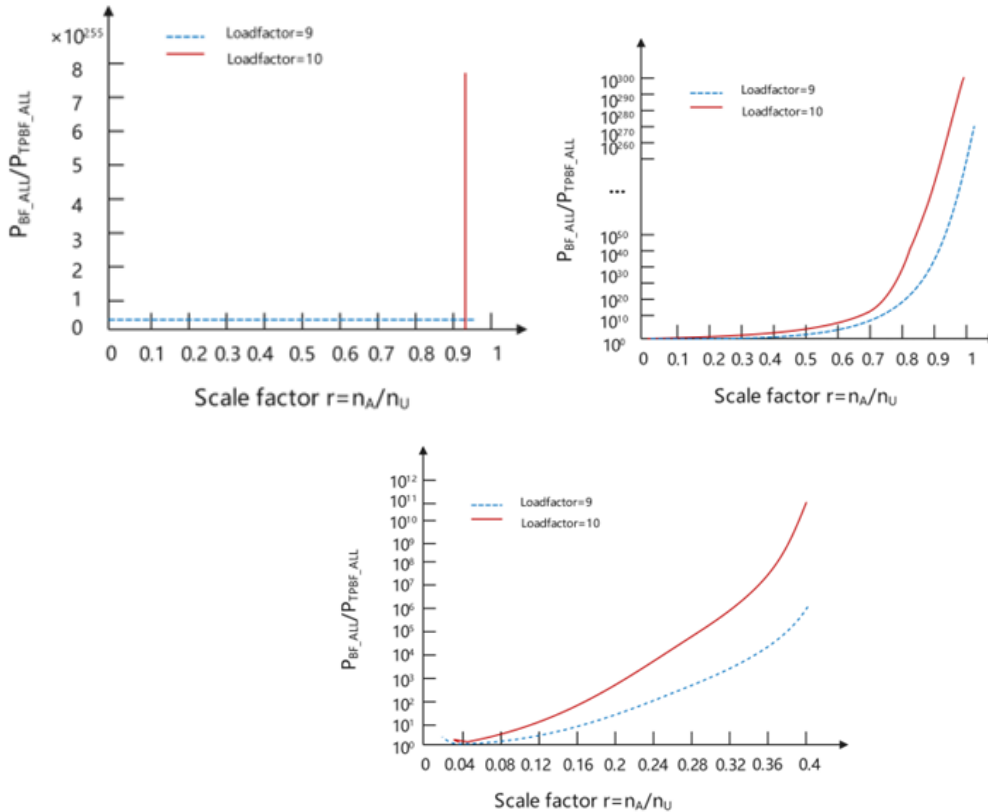 ×10²⁵⁵
Loadfactor=9
Loadfactor=10
8
7
6
4
3
2
1
0
P_BF_ALL/P_TPBF_ALL
0 0.1 0.2 0.3 0.4 0.5 0.6 0.7 0.8 0.9 1
Scale factor r=n_A/n_U
Loadfactor=9
Loadfactor=10
10³⁰⁰
10²⁹⁰
10²⁸⁰
10²⁷⁰
10²⁶⁰
...
10⁵⁰
10⁴⁰
10³⁰
10²⁰
10¹⁰
10⁰
P_BF_ALL/P_TPBF_ALL
0 0.1 0.2 0.3 0.4 0.5 0.6 0.7 0.8 0.9 1
Scale factor r=n_A/n_U
Loadfactor=9
Loadfactor=10
10¹²
10¹¹
10¹⁰
10⁹
10⁸
10⁷
10⁶
10⁵
10⁴
10²
10¹
10⁰
P_BF_ALL/P_TPBF_ALL
0 0.04 0.08 0.12 0.16 0.2 0.24 0.28 0.32 0.36 0.4
Scale factor r=n_A/n_U